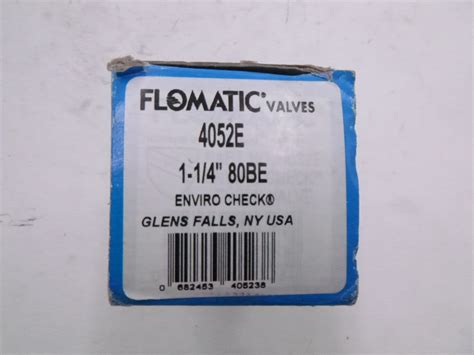 FLOMATIC® VALVES
4052E
1-1/4" 80BE
ENVIRO CHECK®
GLENS FALLS, NY USA
0 682453 405238